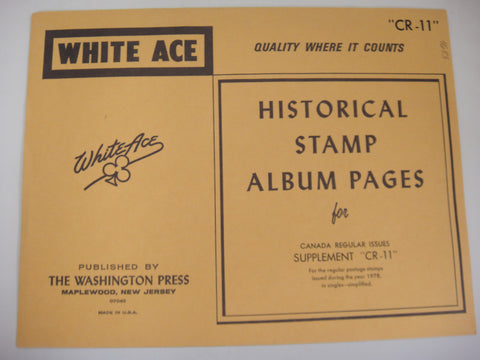 "CR-11"
WHITE ACE
QUALITY WHERE IT COUNTS
HISTORICAL
STAMP
ALBUM PAGES
for
CANADA REGULAR ISSUES
SUPPLEMENT "CR-11"
For the regular postage stamps
issued during the year 1978,
in singles—simplified.
White Ace
PUBLISHED BY
THE WASHINGTON PRESS
MAPLEWOOD, NEW JERSEY
07040
MADE IN U.S.A.